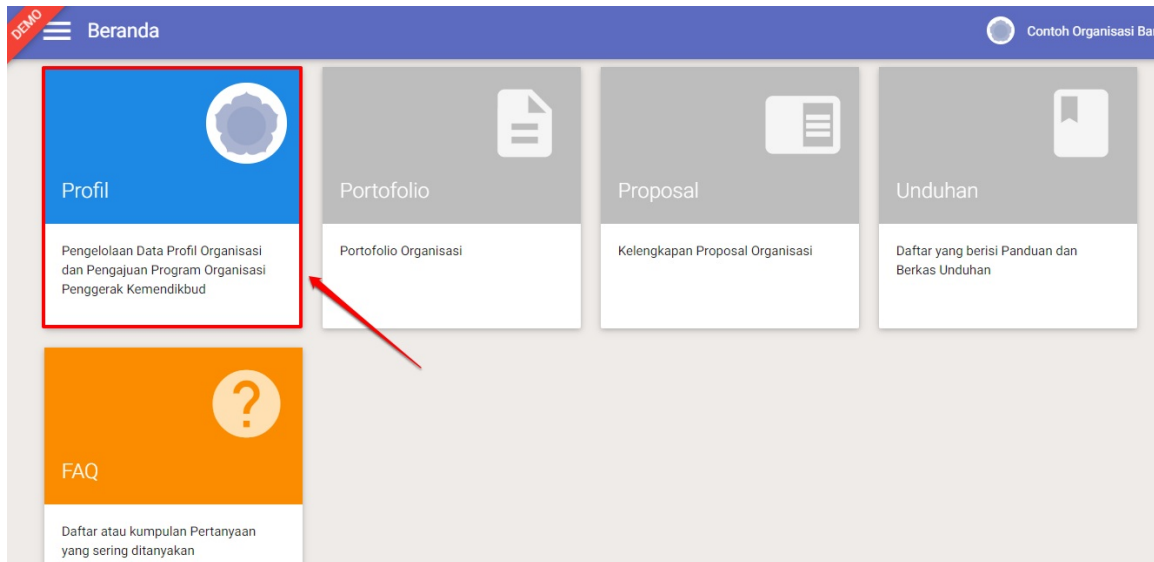 DEMO
Beranda
Contoh Organisasi Bar
Profil
Pengelolaan Data Profil Organisasi
dan Pengajuan Program Organisasi
Penggerak Kemendikbud
Portofolio
Portofolio Organisasi
Proposal
Kelengkapan Proposal Organisasi
Unduhan
Daftar yang berisi Panduan dan
Berkas Unduhan
?
FAQ
Daftar atau kumpulan Pertanyaan
yang sering ditanyakan